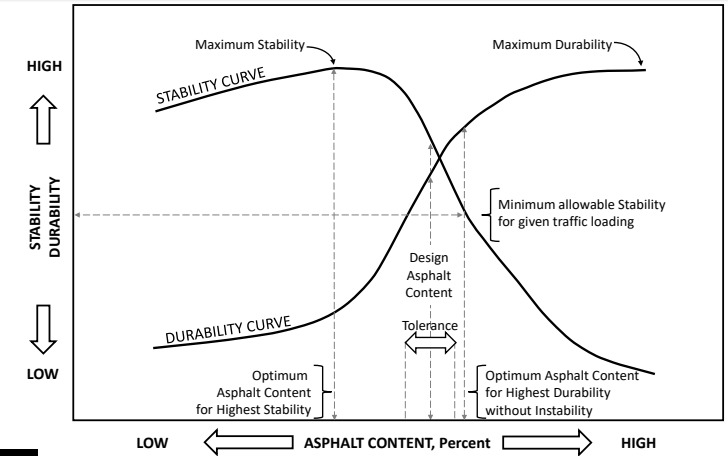 Maximum Stability
Maximum Durability
HIGH
STABILITY CURVE
STABILITY
DURABILITY
Minimum allowable Stability
for given traffic loading
Design
Asphalt
Content
DURABILITY CURVE
Tolerance
LOW
Optimum
Asphalt Content
for Highest Stability
Optimum Asphalt Content
for Highest Durability
without Instability
LOW
ASPHALT CONTENT, Percent
HIGH